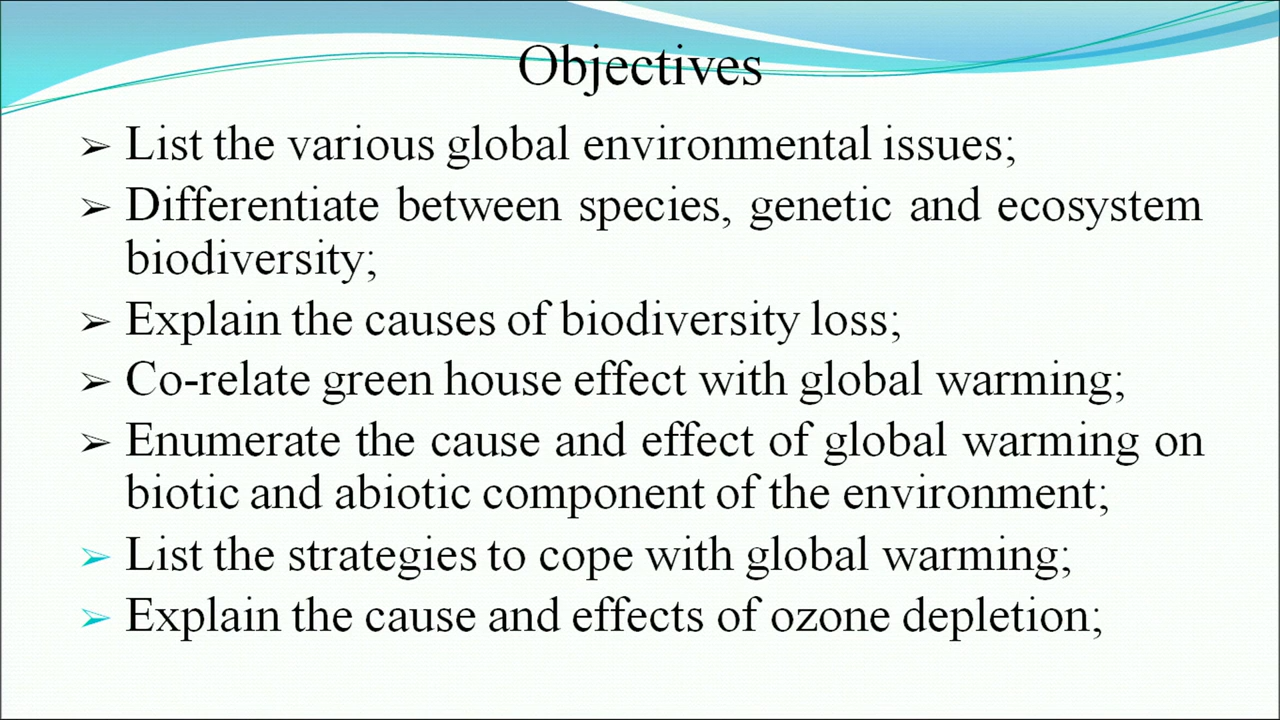 Objectives
➢ List the various global environmental issues;
➢ Differentiate between species, genetic and ecosystem
biodiversity;
➢ Explain the causes of biodiversity loss;
➢ Co-relate green house effect with global warming;
➢ Enumerate the cause and effect of global warming on
biotic and abiotic component of the environment;
➢ List the strategies to cope with global warming;
➢ Explain the cause and effects of ozone depletion;